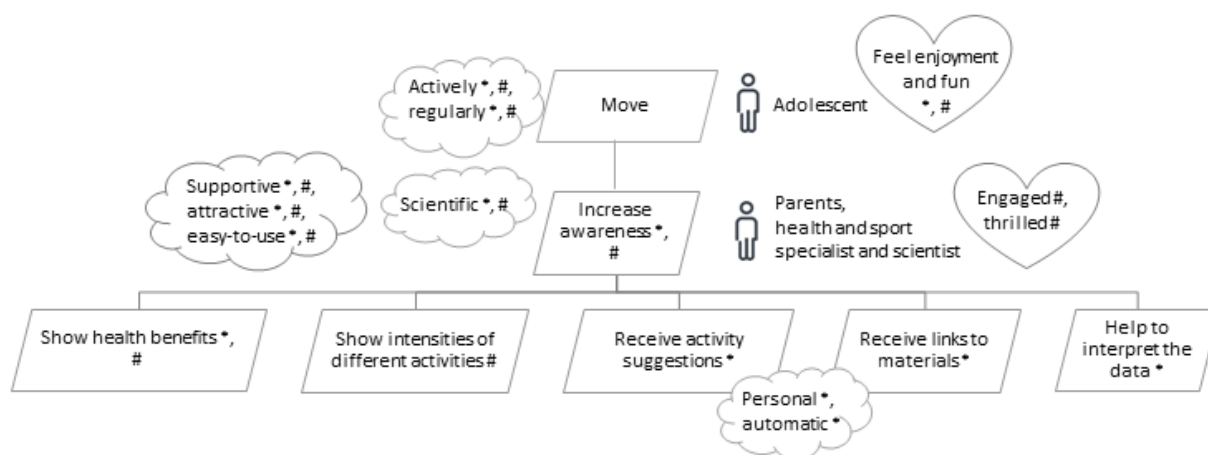 Feel enjoyment
and fun
*, #
Actively *, #,
regularly *, #
Move
Adolescent
Supportive *, #,
attractive *, #,
easy-to-use *, #
Scientific *, #
Increase
awareness *,
#
Parents,
health and sport
specialist and scientist
Engaged#,
thrilled#
Show health benefits *,
#
Show intensities of
different activities#
Receive activity
suggestions*
Receive links to
materials*
Help to
interpret the
data *
Personal *,
automatic *